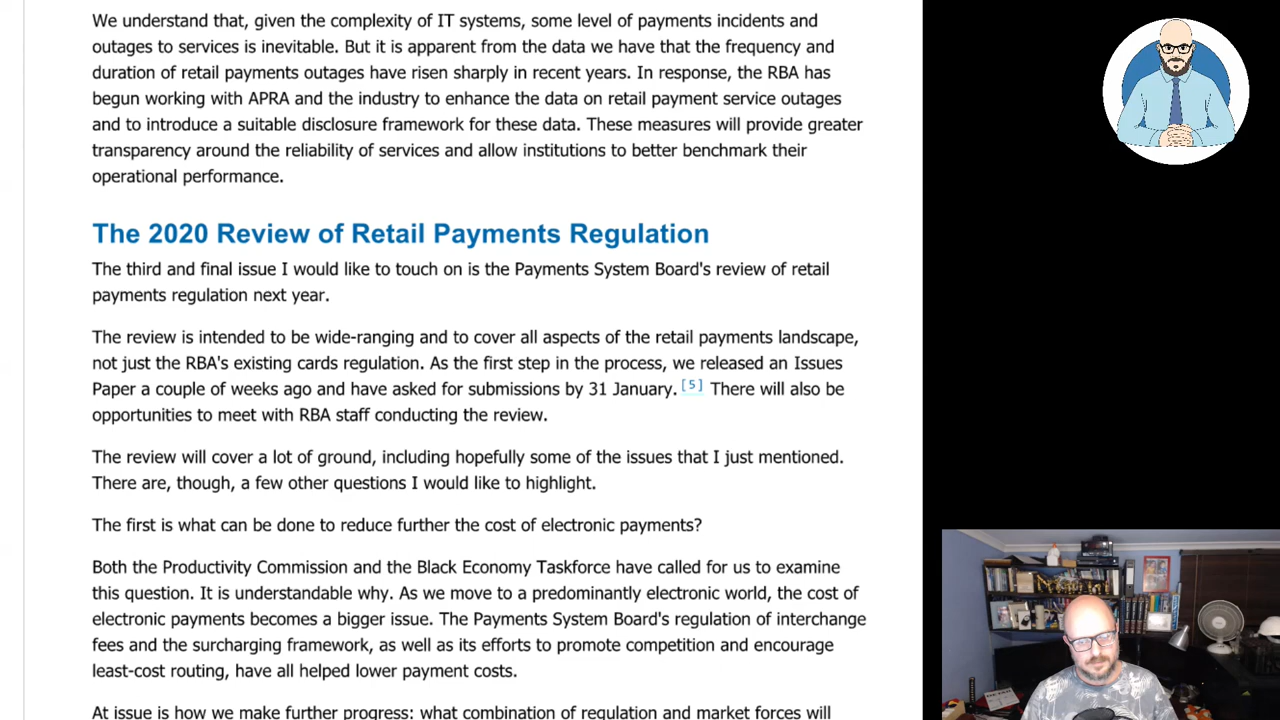 We understand that, given the complexity of IT systems, some level of payments incidents and
outages to services is inevitable. But it is apparent from the data we have that the frequency and
duration of retail payments outages have risen sharply in recent years. In response, the RBA has
begun working with APRA and the industry to enhance the data on retail payment service outages
and to introduce a suitable disclosure framework for these data. These measures will provide greater
transparency around the reliability of services and allow institutions to better benchmark their
operational performance.
The 2020 Review of Retail Payments Regulation
The third and final issue I would like to touch on is the Payments System Board's review of retail
payments regulation next year.
The review is intended to be wide-ranging and to cover all aspects of the retail payments landscape,
not just the RBA's existing cards regulation. As the first step in the process, we released an Issues
Paper a couple of weeks ago and have asked for submissions by 31 January. [5] There will also be
opportunities to meet with RBA staff conducting the review.
The review will cover a lot of ground, including hopefully some of the issues that I just mentioned.
There are, though, a few other questions I would like to highlight.
The first is what can be done to reduce further the cost of electronic payments?
Both the Productivity Commission and the Black Economy Taskforce have called for us to examine
this question. It is understandable why. As we move to a predominantly electronic world, the cost of
electronic payments becomes a bigger issue. The Payments System Board's regulation of interchange
fees and the surcharging framework, as well as its efforts to promote competition and encourage
least-cost routing, have all helped lower payment costs.
At issue is how we make further progress: what combination of regulation and market forces will